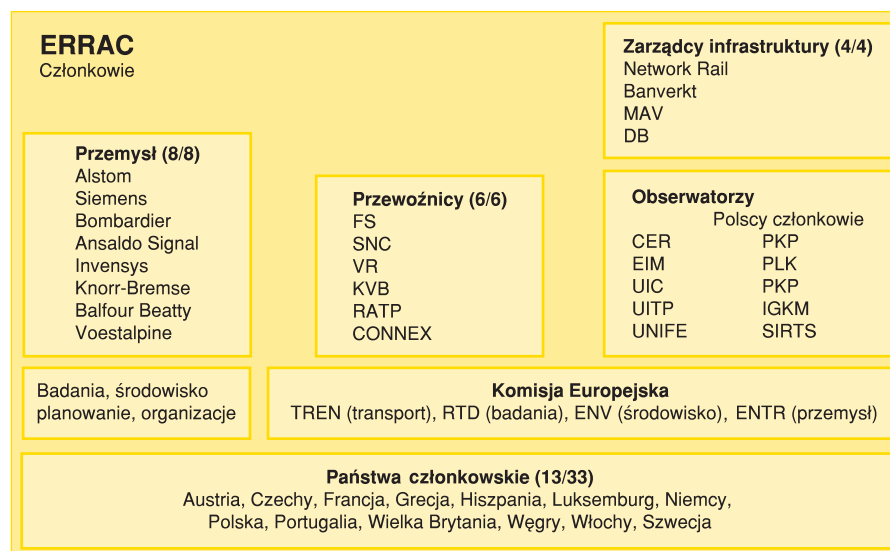 ERRAC
Członkowie
Zarządcy infrastruktury (4/4)
Network Rail
Banverkt
MAV
DB
Przemysł (8/8)
Alstom
Siemens
Bombardier
Ansaldo Signal
Invensys
Knorr-Bremse
Balfour Beatty
Voestalpine
Przewoźnicy (6/6)
FS
SNC
VR
KVB
RATP
CONNEX
Obserwatorzy
Polscy członkowie
CER PKP
EIM PLK
UIC PKP
UITP IGKM
UNIFE SIRTS
Badania, środowisko
planowanie, organizacje
Komisja Europejska
TREN (transport), RTD (badania), ENV (środowisko), ENTR (przemysł)
Państwa członkowskie (13/33)
Austria, Czechy, Francja, Grecja, Hiszpania, Luksemburg, Niemcy,
Polska, Portugalia, Wielka Brytania, Węgry, Włochy, Szwecja